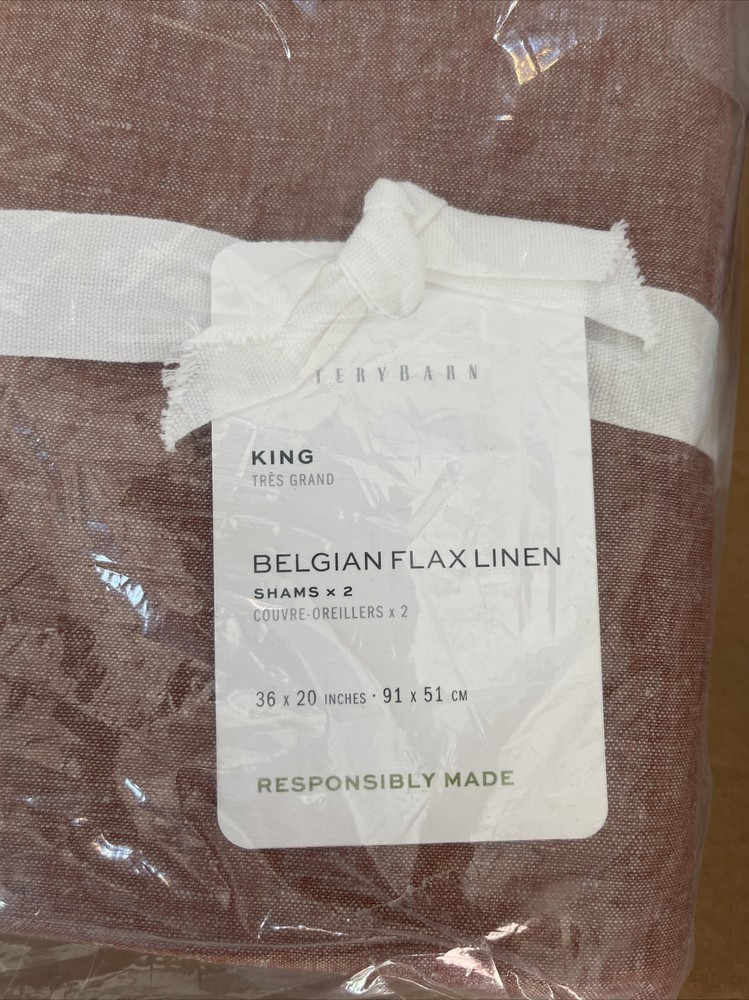 TERYBARN
KING
TRÈS GRAND
BELGIAN FLAX LINEN
SHAMS x 2
COUVRE-OREILLERS x 2
36 x 20 INCHES · 91 x 51 CM
RESPONSIBLY MADE